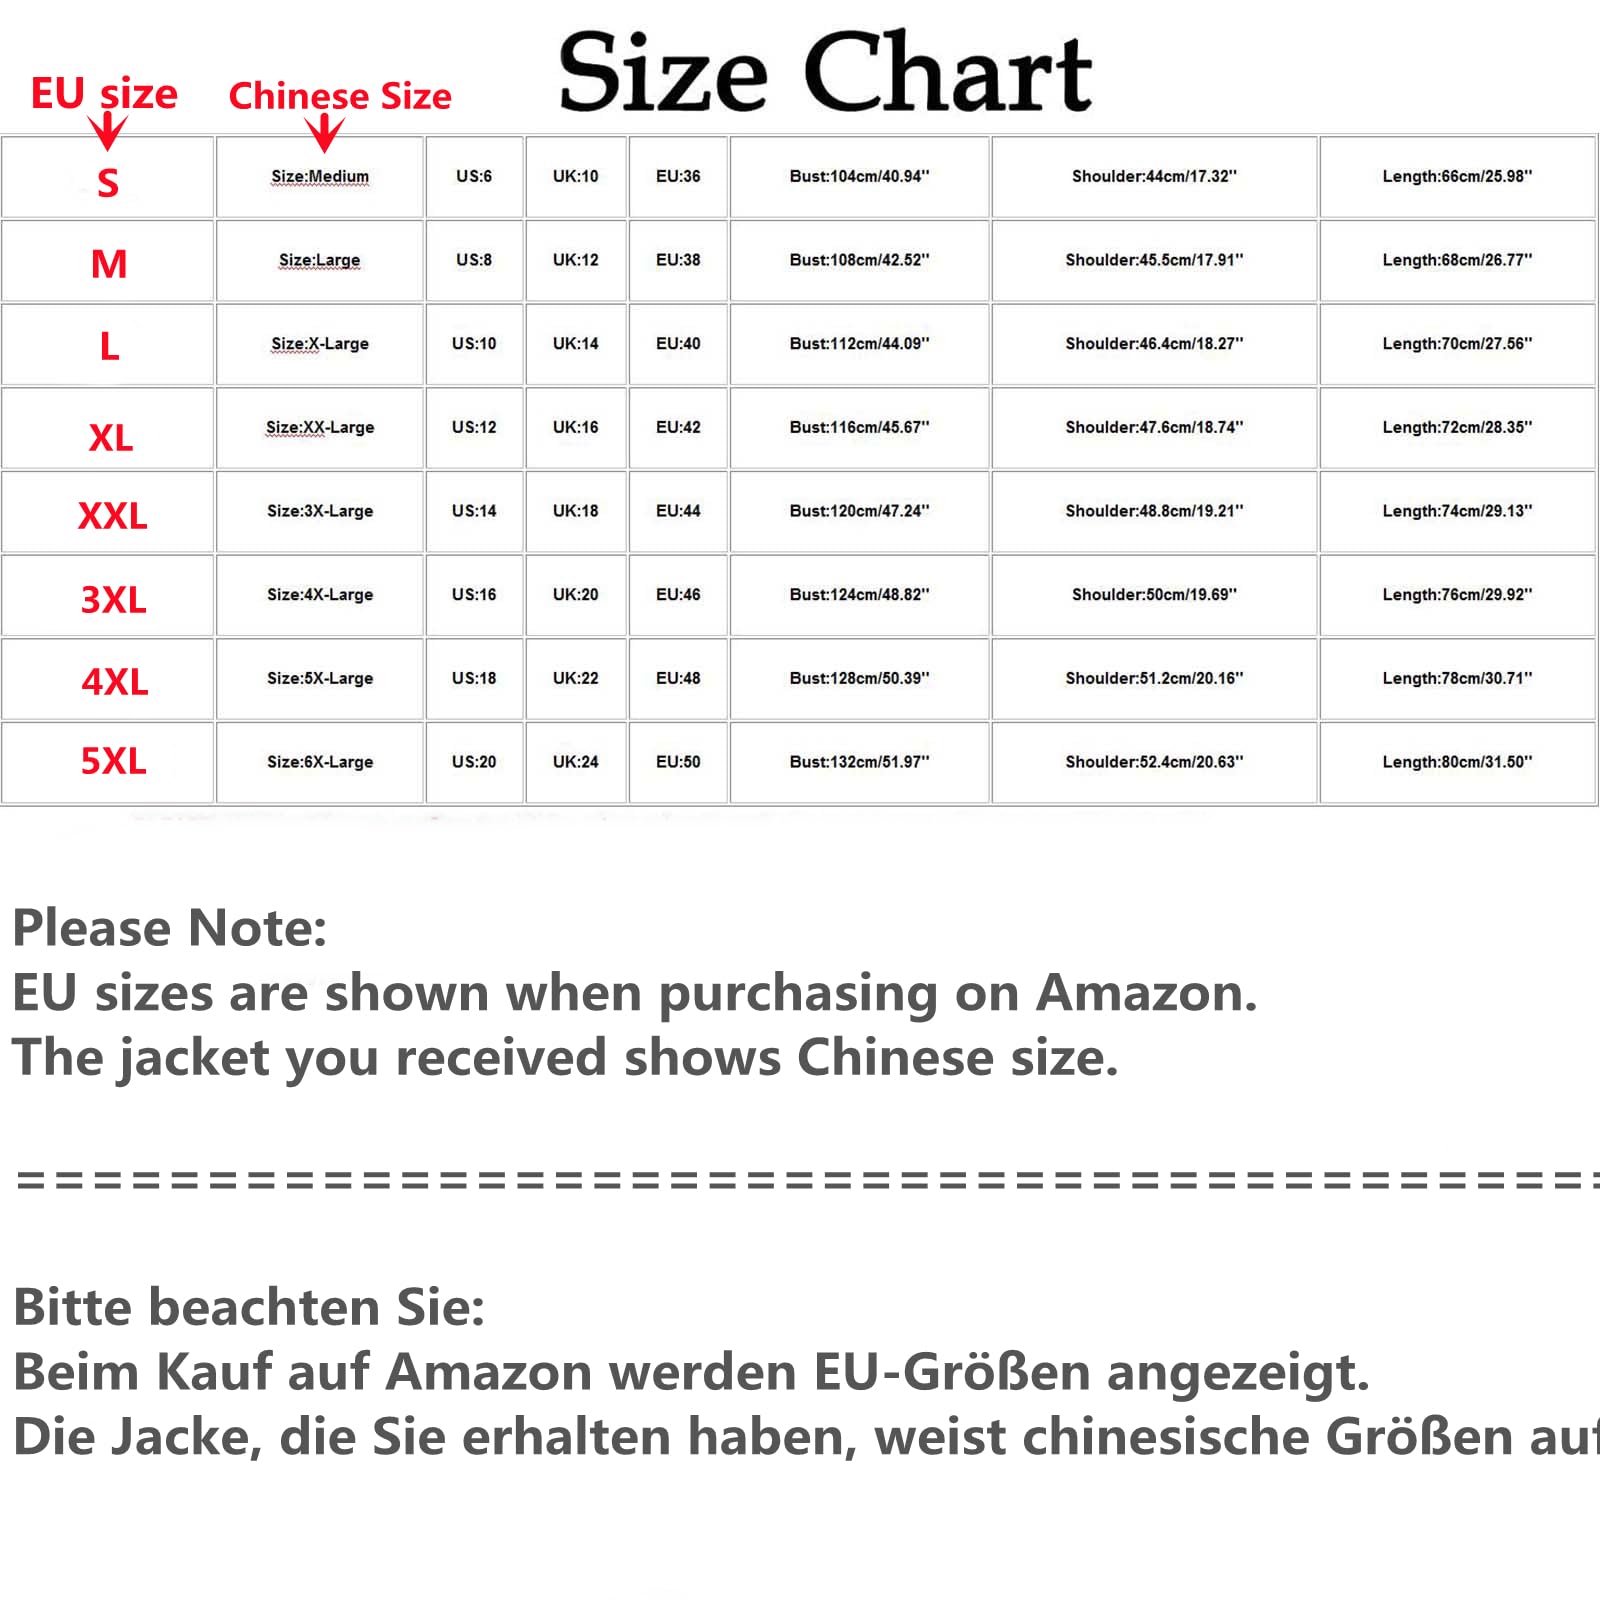 Size Chart
EU size Chinese Size
S Size:Medium US:6 UK:10 EU:36 Bust:104cm/40.94'' Shoulder:44cm/17.32'' Length:66cm/25.98''
M Size:Large US:8 UK:12 EU:38 Bust:108cm/42.52'' Shoulder:45.5cm/17.91'' Length:68cm/26.77''
L Size:X-Large US:10 UK:14 EU:40 Bust:112cm/44.09'' Shoulder:46.4cm/18.27'' Length:70cm/27.56''
XL Size:XX-Large US:12 UK:16 EU:42 Bust:116cm/45.67'' Shoulder:47.6cm/18.74'' Length:72cm/28.35''
XXL Size:3X-Large US:14 UK:18 EU:44 Bust:120cm/47.24'' Shoulder:48.8cm/19.21'' Length:74cm/29.13''
3XL Size:4X-Large US:16 UK:20 EU:46 Bust:124cm/48.82'' Shoulder:50cm/19.69'' Length:76cm/29.92''
4XL Size:5X-Large US:18 UK:22 EU:48 Bust:128cm/50.39'' Shoulder:51.2cm/20.16'' Length:78cm/30.71''
5XL Size:6X-Large US:20 UK:24 EU:50 Bust:132cm/51.97'' Shoulder:52.4cm/20.63'' Length:80cm/31.50''
Please Note:
EU sizes are shown when purchasing on Amazon.
The jacket you received shows Chinese size.
==========================================
Bitte beachten Sie:
Beim Kauf auf Amazon werden EU-Größen angezeigt.
Die Jacke, die Sie erhalten haben, weist chinesische Größen auf